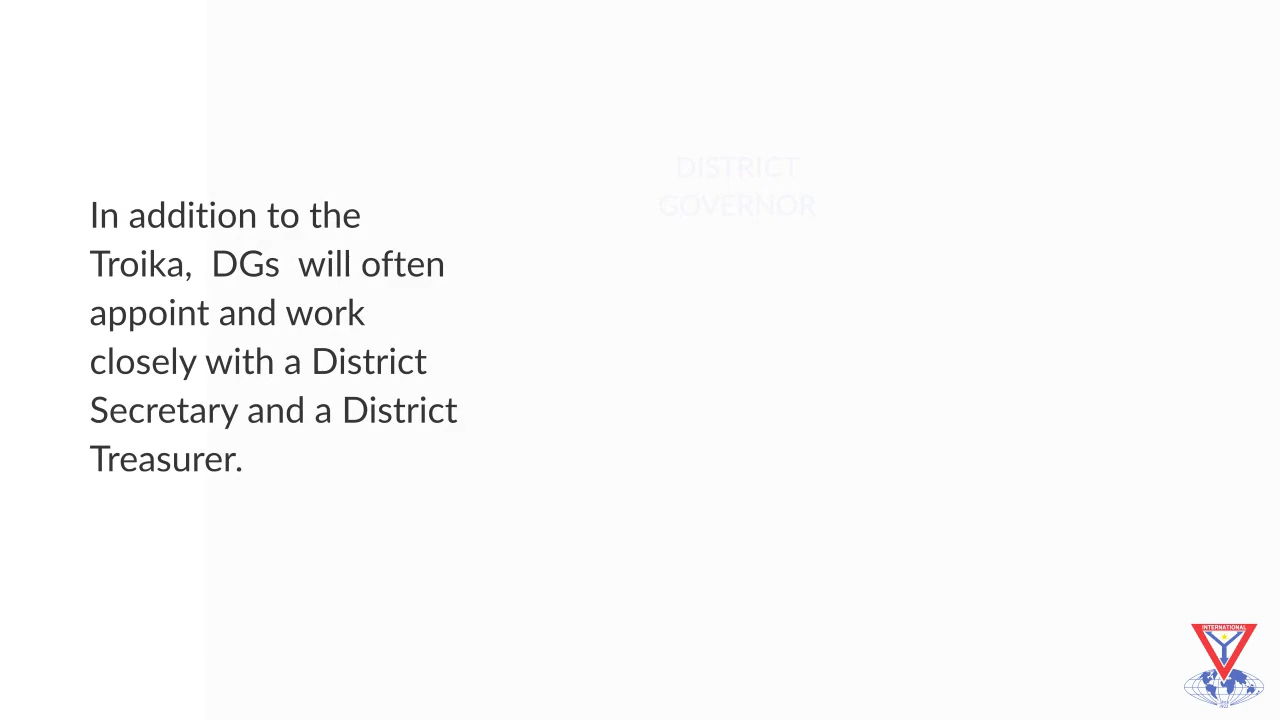 In addition to the
Troika,  DGs  will often
appoint and work
closely with a District
Secretary and a District
Treasurer.
DISTRICT
GOVERNOR
INTERNATIONAL